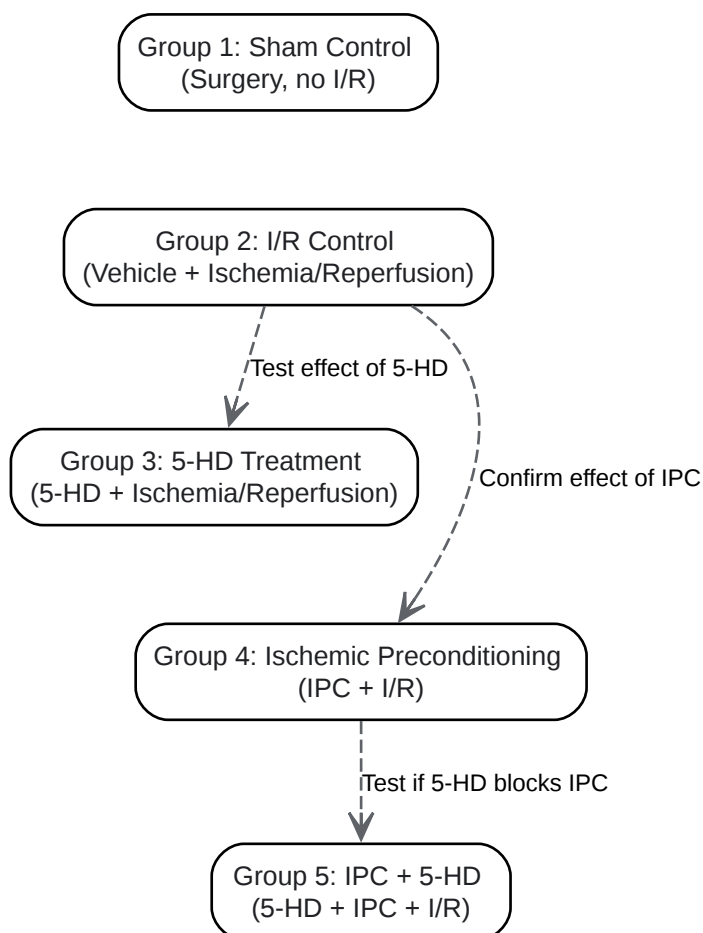 Group 1: Sham Control
(Surgery, no I/R)
Group 2: I/R Control
(Vehicle + Ischemia/Reperfusion)
Test effect of 5-HD
Group 3: 5-HD Treatment
(5-HD + Ischemia/Reperfusion)
Confirm effect of IPC
Group 4: Ischemic Preconditioning
(IPC + I/R)
Test if 5-HD blocks IPC
Group 5: IPC + 5-HD
(5-HD + IPC + I/R)